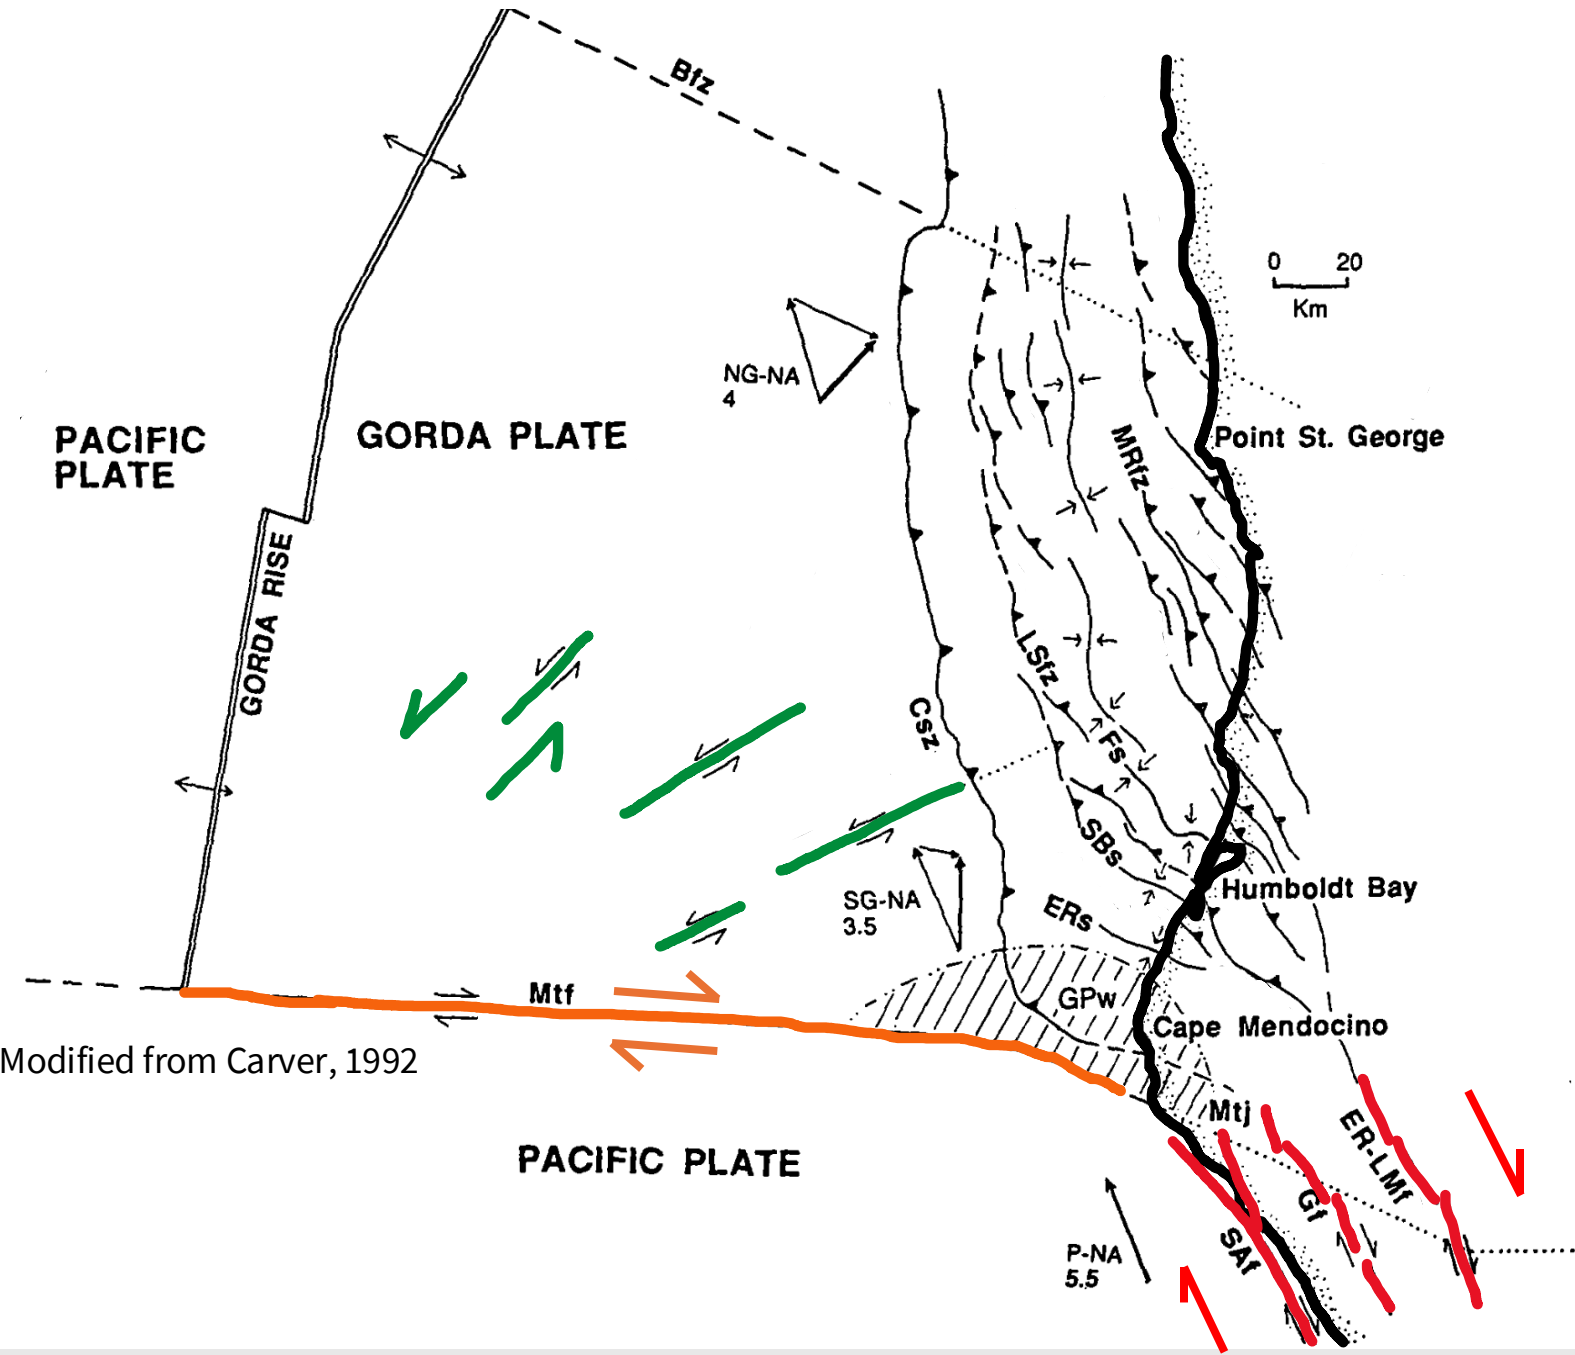 Bfz
0 20
Km
NG-NA
4
PACIFIC
PLATE
GORDA PLATE
Point St. George
MRfz
GORDA RISE
LSfz
Csz
Fs
SBs
SG-NA
3.5
Humboldt Bay
ERs
Mtf
GPw
Cape Mendocino
Modified from Carver, 1992
Mtj
ER-LMf
PACIFIC PLATE
Gf
SAf
P-NA
5.5